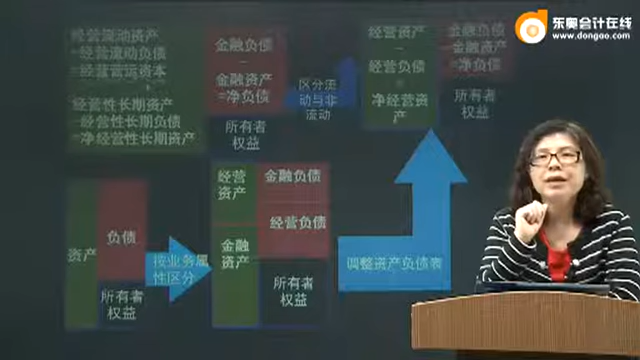 经营流动资产
-经营流动负债
=经营营运资本
经营性长期资产
-经营性长期负债
=净经营性长期资产
金融负债
-
金融资产
=净负债
所有者
权益
区分流
动与非
流动
经营资产
-
经营负债
=
净经营资
产
金融负债
-金融资产
=净负债
所有者
权益
东奥会计在线
www.dongao.com
资产
负债
所有者
权益
按业务属
性区分
经营
资产
金融
资产
金融负债
经营负债
所有者
权益
调整资产负债表